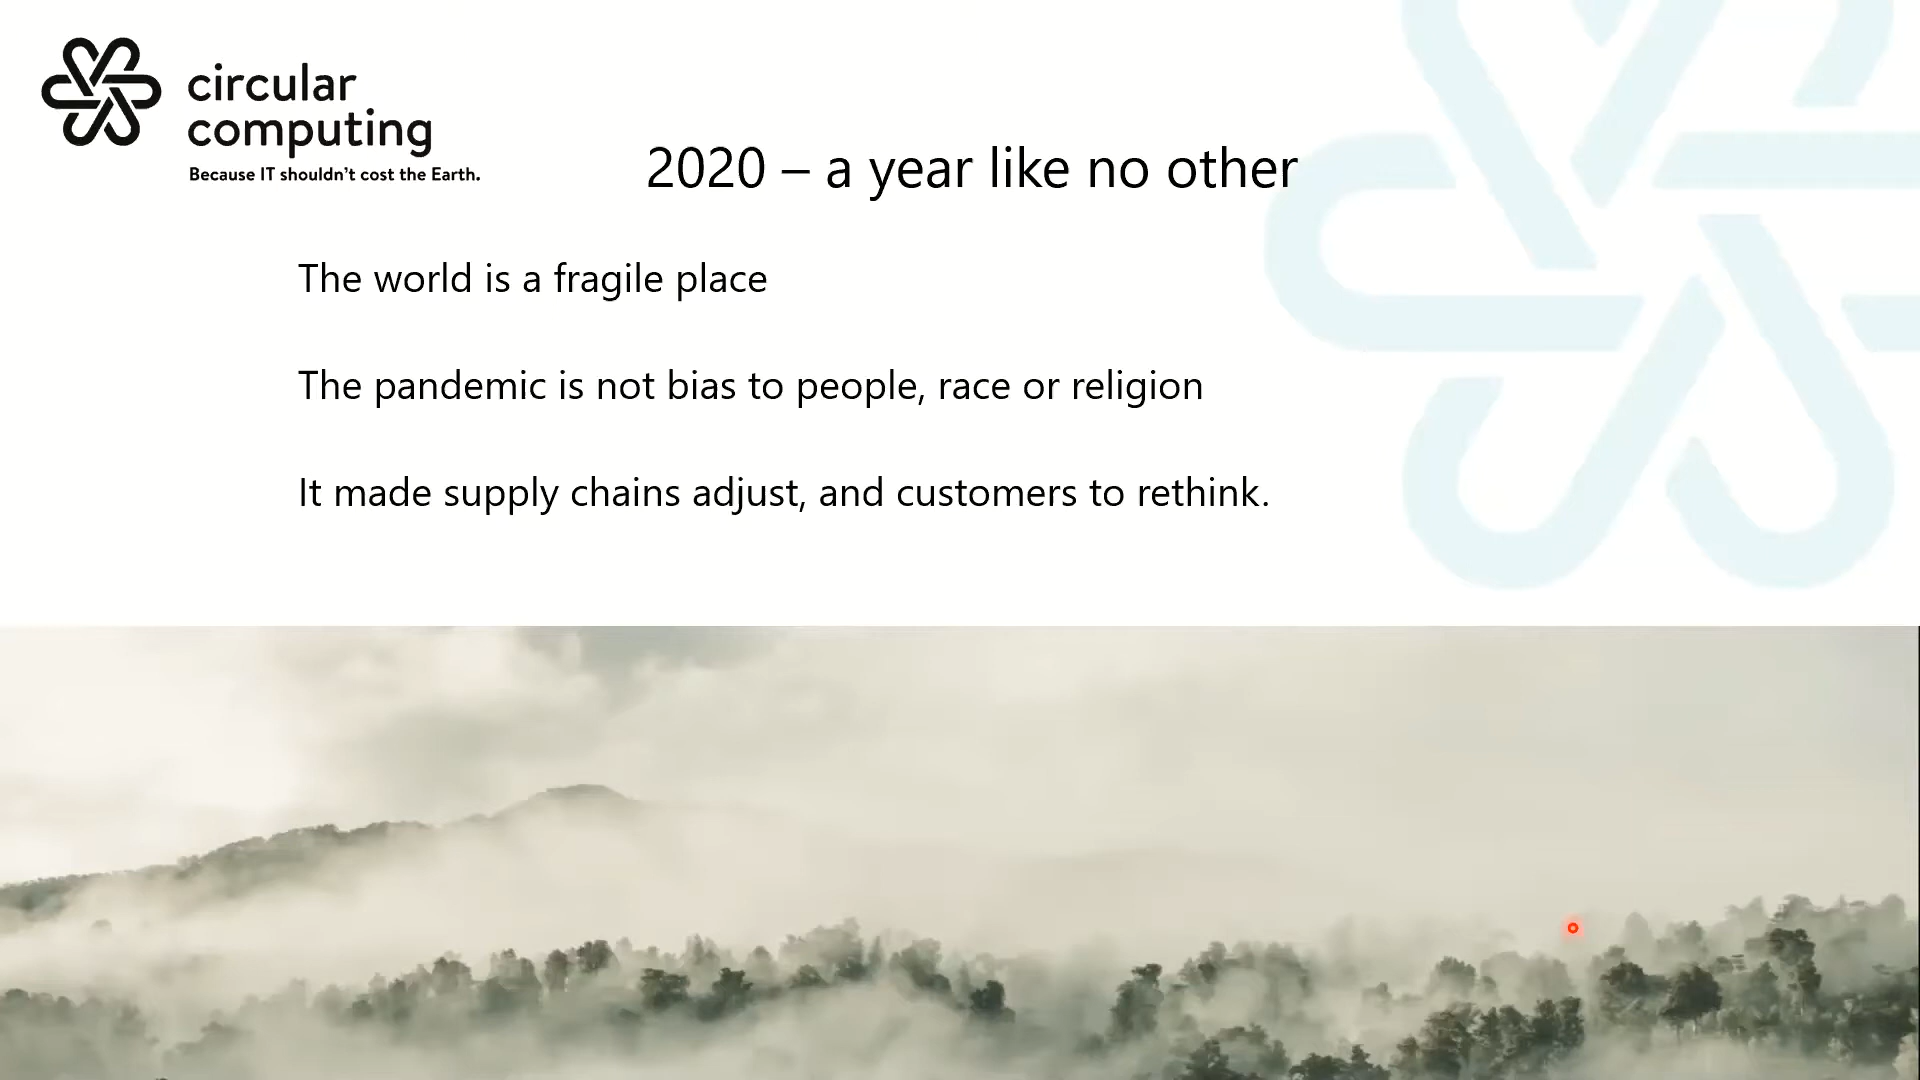 circular
computing
Because IT shouldn't cost the Earth.
2020 – a year like no other
The world is a fragile place
The pandemic is not bias to people, race or religion
It made supply chains adjust, and customers to rethink.